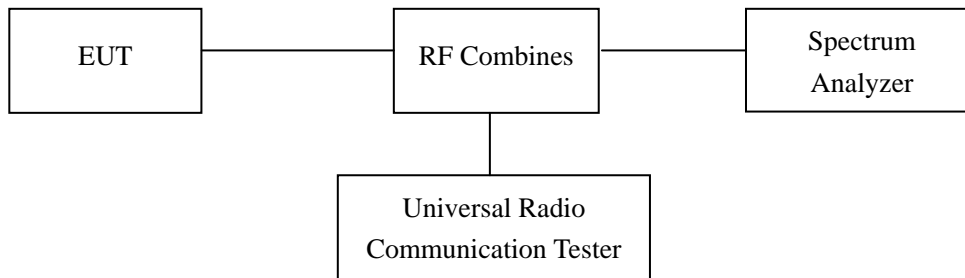 EUT
RF Combines
Spectrum
Analyzer
Universal Radio
Communication Tester